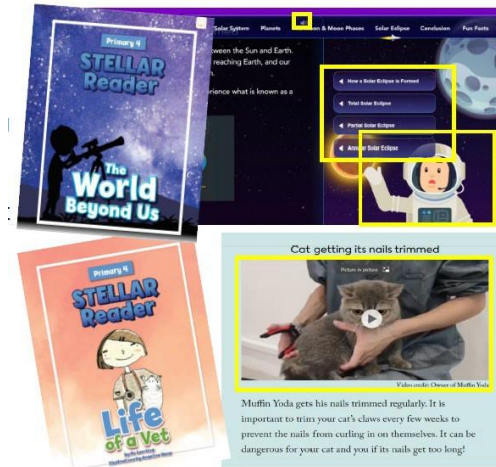 Primary 4
STELLAR
Reader
The
World
Beyond Us
Solar System Planets Moon & Moon Phases Solar Eclipse Conclusion Fun Facts
ween the Sun and Earth.
reaching Earth, and our
erience what is known as a
How a Solar Eclipse is Formed
Total Solar Eclipse
Partial Solar Eclipse
Annular Solar Eclipse
Primary 4
STELLAR
Reader
Life
of a Vet
Cat getting its nails trimmed
Picture in picture
Video credit: Owner of Muffin Yoda
Muffin Yoda gets his nails trimmed regularly. It is
important to trim your cat's claws every few weeks to
prevent the nails from curling in on themselves. It can be
dangerous for your cat and you if its nails get too long!